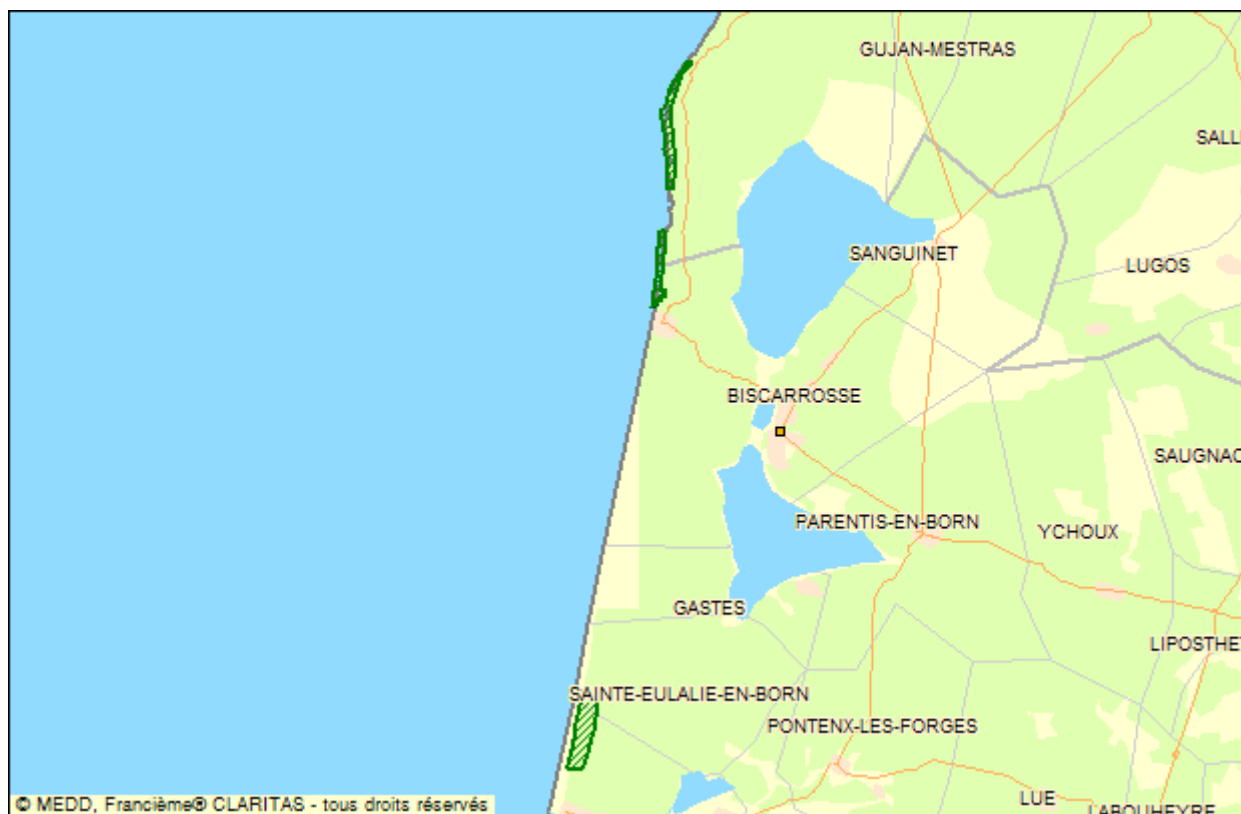 GUJAN-MESTRAS
SALL
SANGUINET
LUGOS
BISCARROSSE
SAUGNAC
PARENTIS-EN-BORN
YCHOUX
GASTES
LIPOSTHE
SAINTE-EULALIE-EN-BORN
PONTENX-LES-FORGES
LUE
LABOUHEYRE
© MEDD, Francième® CLARITAS - tous droits réservés